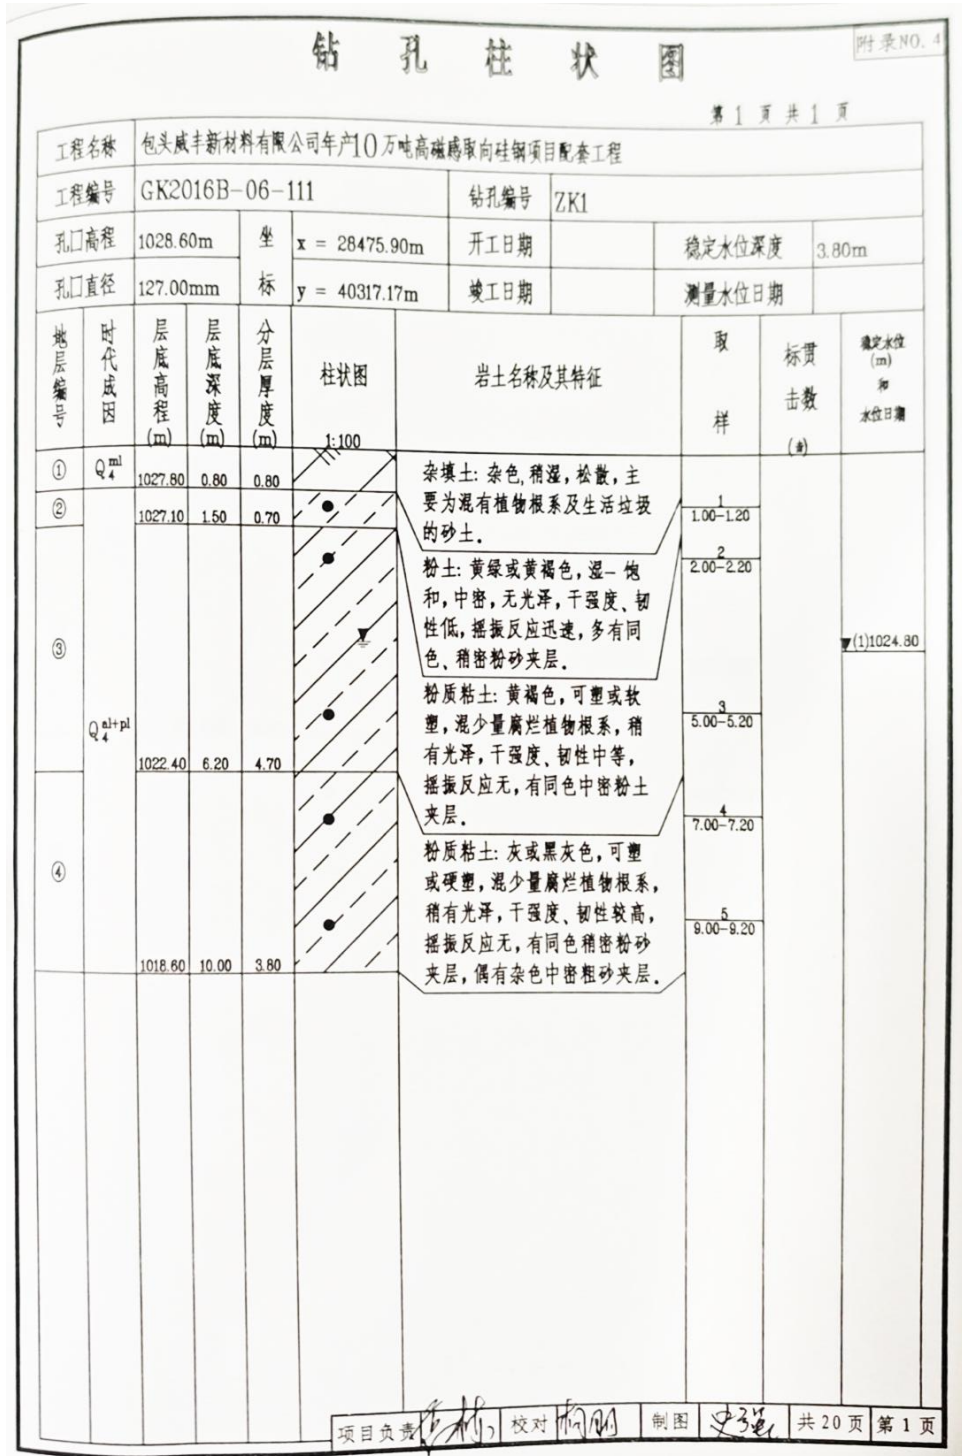 附录NO. 4
钻孔柱状图
第 1 页 共 1 页
工程名称 包头威丰新材料有限公司年产10万吨高磁感取向硅钢项目配套工程
工程编号 GK2016B-06-111 钻孔编号 ZK1
孔口高程 1028.60m 坐标 x = 28475.90m 开工日期 稳定水位深度 3.80m
孔口直径 127.00mm y = 40317.17m 竣工日期 测量水位日期
地层编号 时代成因 层底高程(m) 层底深度(m) 分层厚度(m) 柱状图 1:100 岩土名称及其特征 取样 标贯击数(击) 稳定水位(m)和水位日期
① Q4ml 1027.80 0.80 0.80
杂填土: 杂色, 稍湿, 松散, 主
要为混有植物根系及生活垃圾
的砂土.
1
1.00-1.20
② 1027.10 1.50 0.70
粉土: 黄绿或黄褐色, 湿-饱
和, 中密, 无光泽, 干强度、韧
性低, 摇振反应迅速, 多有同
色、稍密粉砂夹层.
2
2.00-2.20
(1)1024.80
③ Q4al+pl 1022.40 6.20 4.70
粉质粘土: 黄褐色, 可塑或软
塑, 混少量腐烂植物根系, 稍
有光泽, 干强度、韧性中等,
摇振反应无, 有同色中密粉土
夹层.
3
5.00-5.20
4
7.00-7.20
④ 1018.60 10.00 3.80
粉质粘土: 灰或黑灰色, 可塑
或硬塑, 混少量腐烂植物根系,
稍有光泽, 干强度、韧性较高,
摇振反应无, 有同色稍密粉砂
夹层, 偶有杂色中密粗砂夹层.
5
9.00-9.20
项目负责 校对 制图 共 20 页 第 1 页